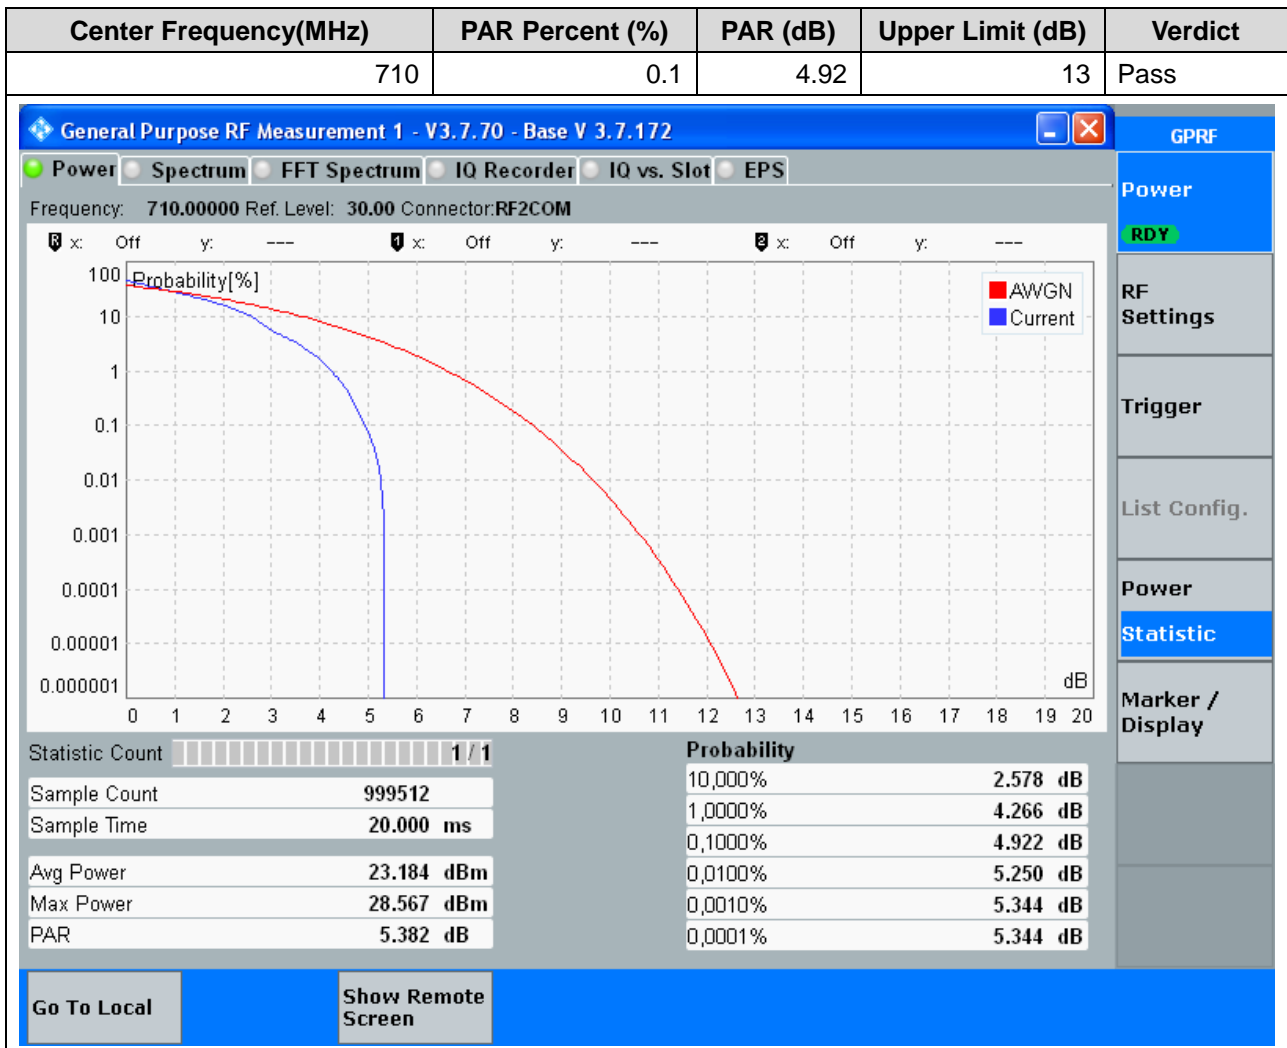 Center Frequency(MHz) PAR Percent (%) PAR (dB) Upper Limit (dB) Verdict
710 0.1 4.92 13 Pass
General Purpose RF Measurement 1 - V3.7.70 - Base V 3.7.172
GPRF
Power Spectrum FFT Spectrum IQ Recorder IQ vs. Slot EPS
Power
RDY
Frequency: 710.00000 Ref. Level: 30.00 Connector:RF2COM
R x: Off y: --- 1 x: Off y: --- 2 x: Off y: ---
Probability[%]
AWGN
Current
100
10
1
0.1
0.01
0.001
0.0001
0.00001
0.000001
dB
0 1 2 3 4 5 6 7 8 9 10 11 12 13 14 15 16 17 18 19 20
RF
Settings
Trigger
List Config.
Power
Statistic
Marker /
Display
Statistic Count 1 / 1
Sample Count 999512
Sample Time 20.000 ms
Avg Power 23.184 dBm
Max Power 28.567 dBm
PAR 5.382 dB
Probability
10,000% 2.578 dB
1,0000% 4.266 dB
0,1000% 4.922 dB
0,0100% 5.250 dB
0,0010% 5.344 dB
0,0001% 5.344 dB
Go To Local
Show Remote
Screen